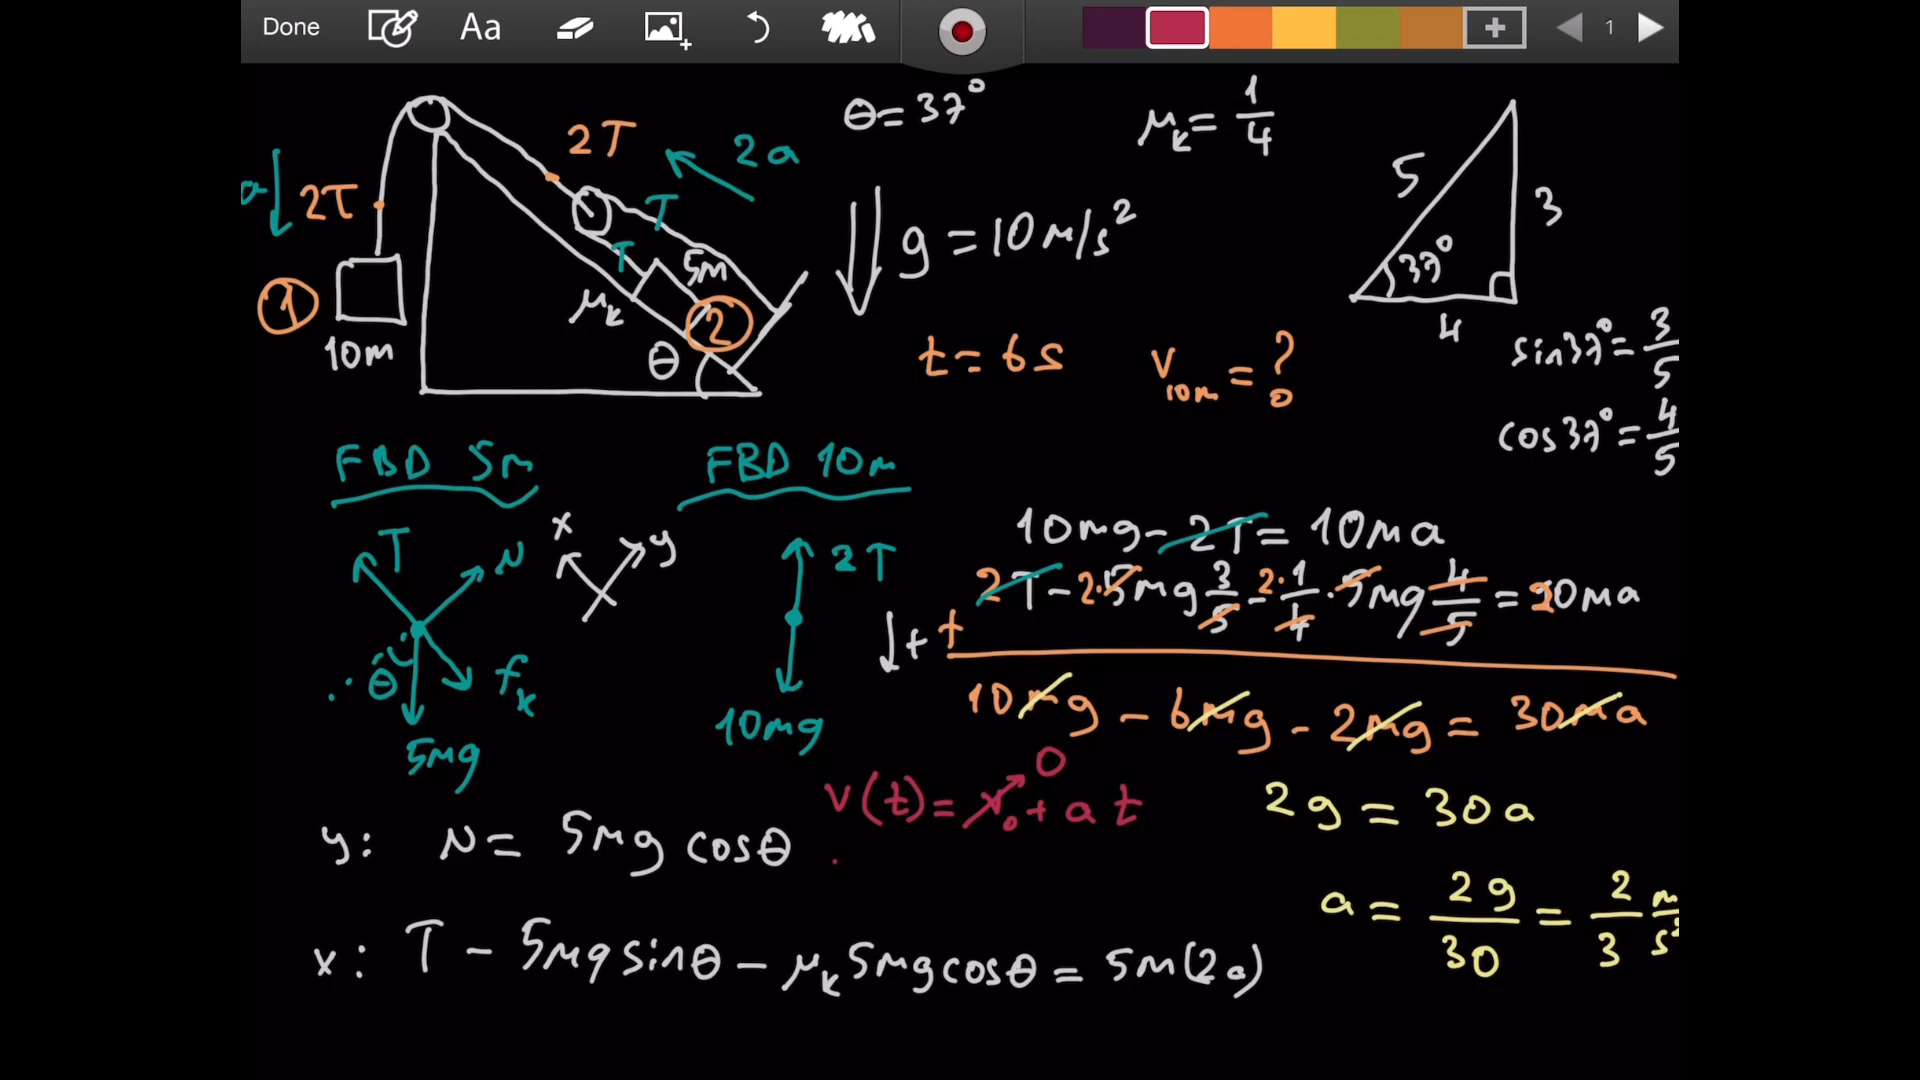 Done
Aa
1
θ = 37°
μk = 1/4
2T
2a
a
2T
T
T
5m
5
3
37°
4
g = 10 m/s²
1
10m
μk
2
θ
t = 6s
v10m = ?
sin37° = 3/5
cos37° = 4/5
FBD 5m
FBD 10m
T
N
x
y
θ
fk
5mg
2T
10mg
10mg - 2T = 10ma
2T - 2·5mg 3/5 - 2·1/4·5mg 4/5 = 20ma
+
+
10mg - 6mg - 2mg = 30ma
v(t) = v₀ + at
0
2g = 30a
y: N = 5mg cosθ
a = 2g/30 = 2/3 m/s²
x: T - 5mg sinθ - μk 5mg cosθ = 5m(2a)